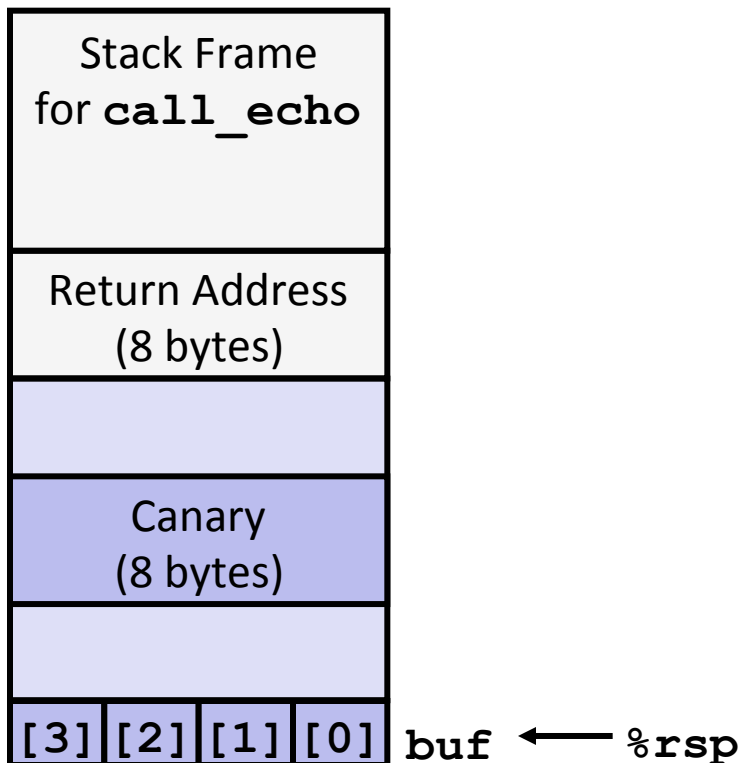 Stack Frame
for call_echo
Return Address
(8 bytes)
Canary
(8 bytes)
[3] [2] [1] [0] buf %rsp